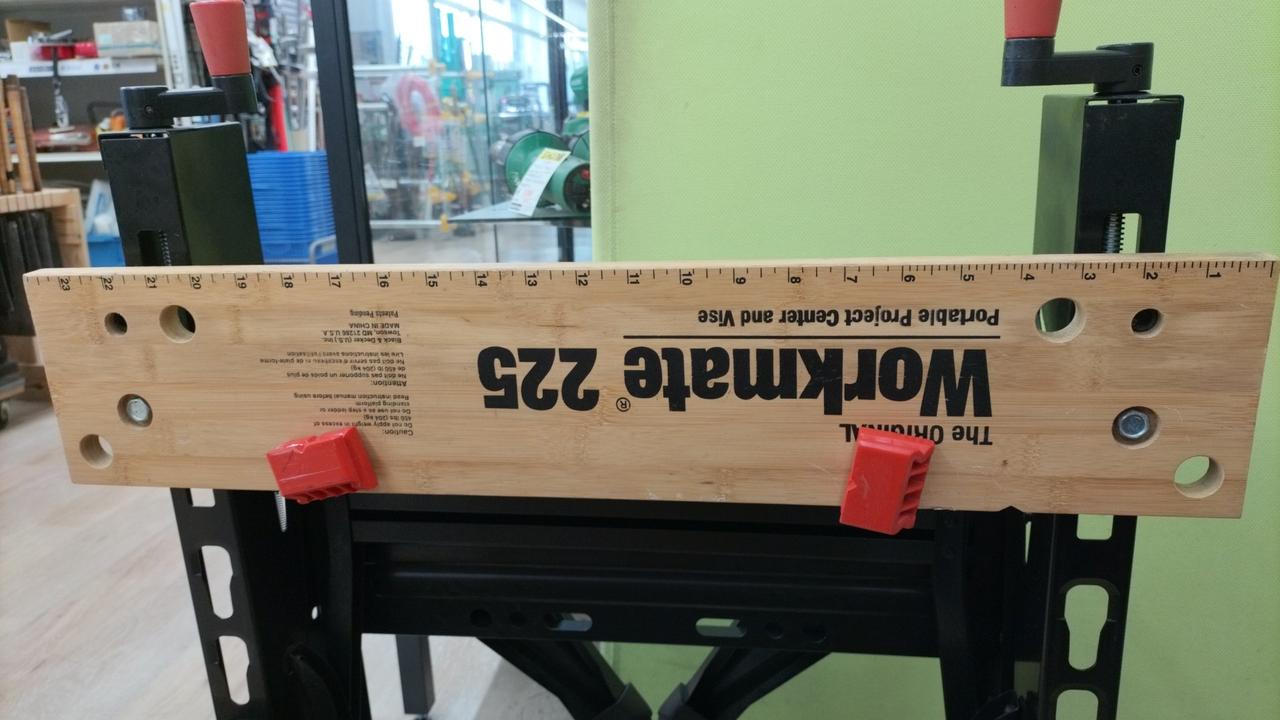 The ORIGINAL
Workmate® 225
Portable Project Center and Vise
Caution:
Do not apply weight in excess of
450 lbs (204 kg)
Do not use as a step ladder or
standing platform
Read instruction manual before using
Attention:
Ne doit pas supporter un poids de plus
de 450 lb (204 kg)
Ne doit pas servir d'escabeau ni de plate-forme
Lire les instructions avant l'utilisation
Black & Decker (U.S.) Inc.
Towson, MD 21286 U.S.A.
MADE IN CHINA
Patents Pending
1 2 3 4 5 6 7 8 9 10 11 12 13 14 15 16 17 18 19 20 21 22 23